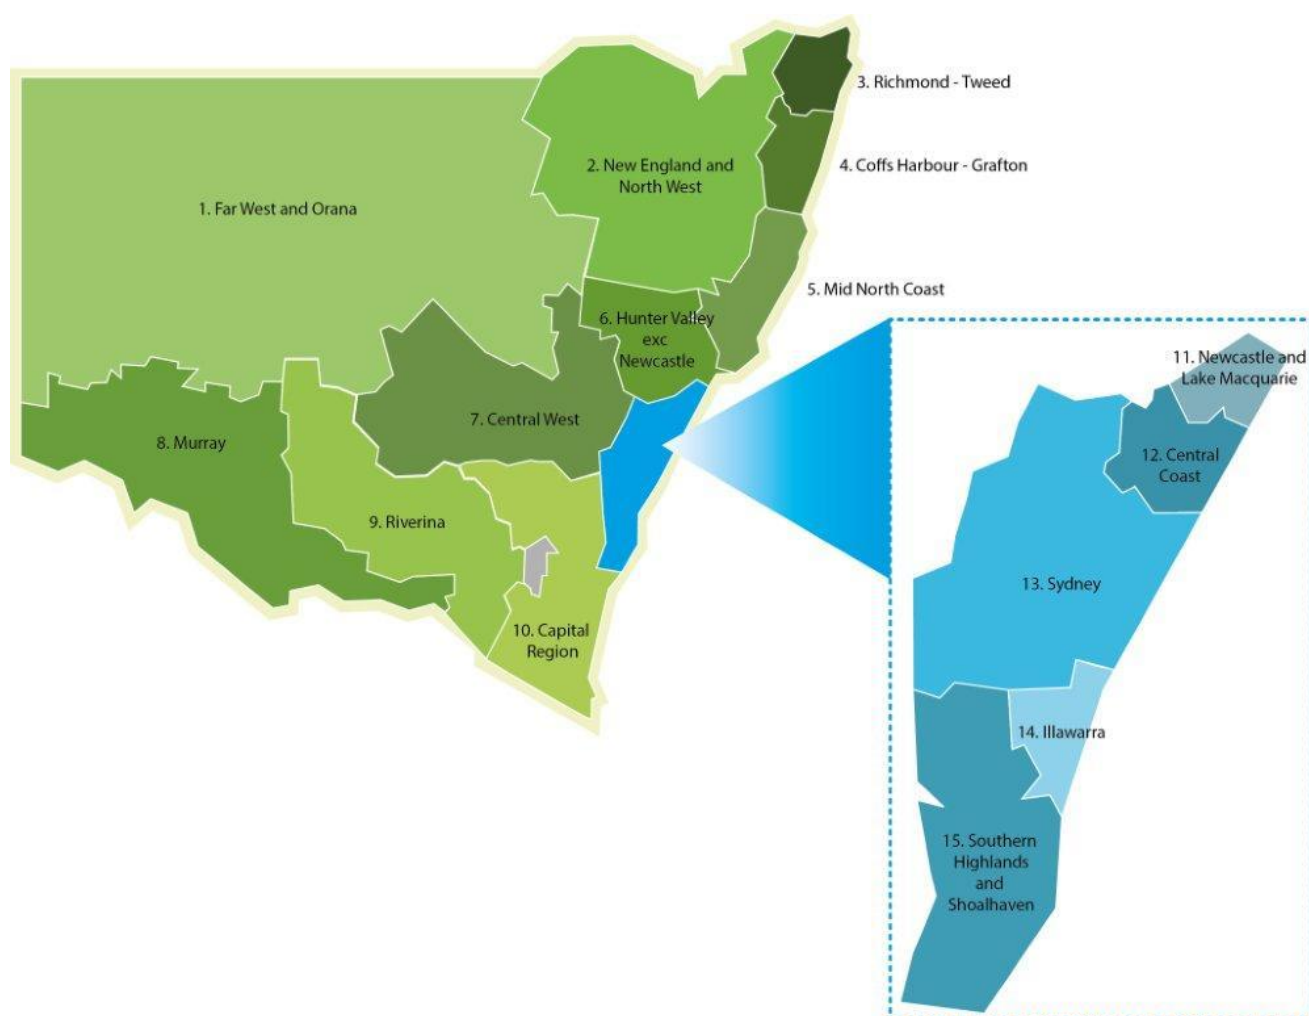 3. Richmond - Tweed
2. New England and
North West
4. Coffs Harbour - Grafton
1. Far West and Orana
5. Mid North Coast
6. Hunter Valley
exc
Newcastle
7. Central West
8. Murray
9. Riverina
10. Capital
Region
11. Newcastle and
Lake Macquarie
12. Central
Coast
13. Sydney
14. Illawarra
15. Southern
Highlands
and
Shoalhaven